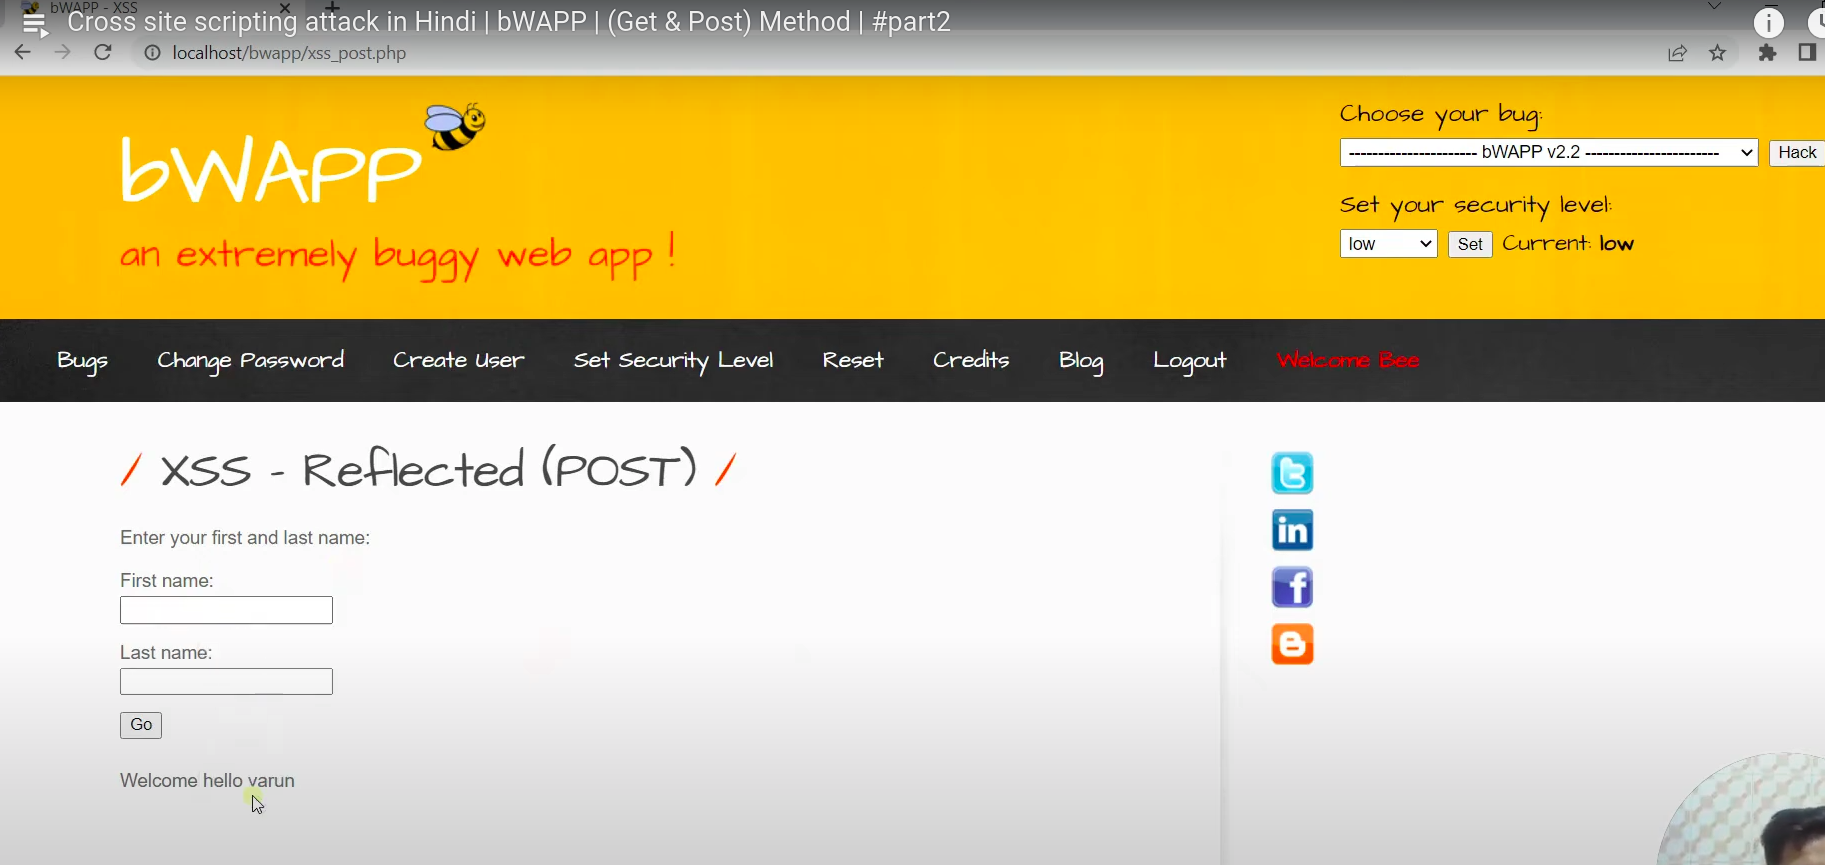 bWAPP - XSS
Cross site scripting attack in Hindi | bWAPP | (Get & Post) Method | #part2
localhost/bwapp/xss_post.php
bWAPP
an extremely buggy web app !
Choose your bug:
---------------------- bWAPP v2.2 -----------------------
Hack
Set your security level:
low
Set
Current: low
Bugs
Change Password
Create User
Set Security Level
Reset
Credits
Blog
Logout
Welcome Bee
/ XSS - Reflected (POST) /
Enter your first and last name:
First name:
Last name:
Go
Welcome hello varun